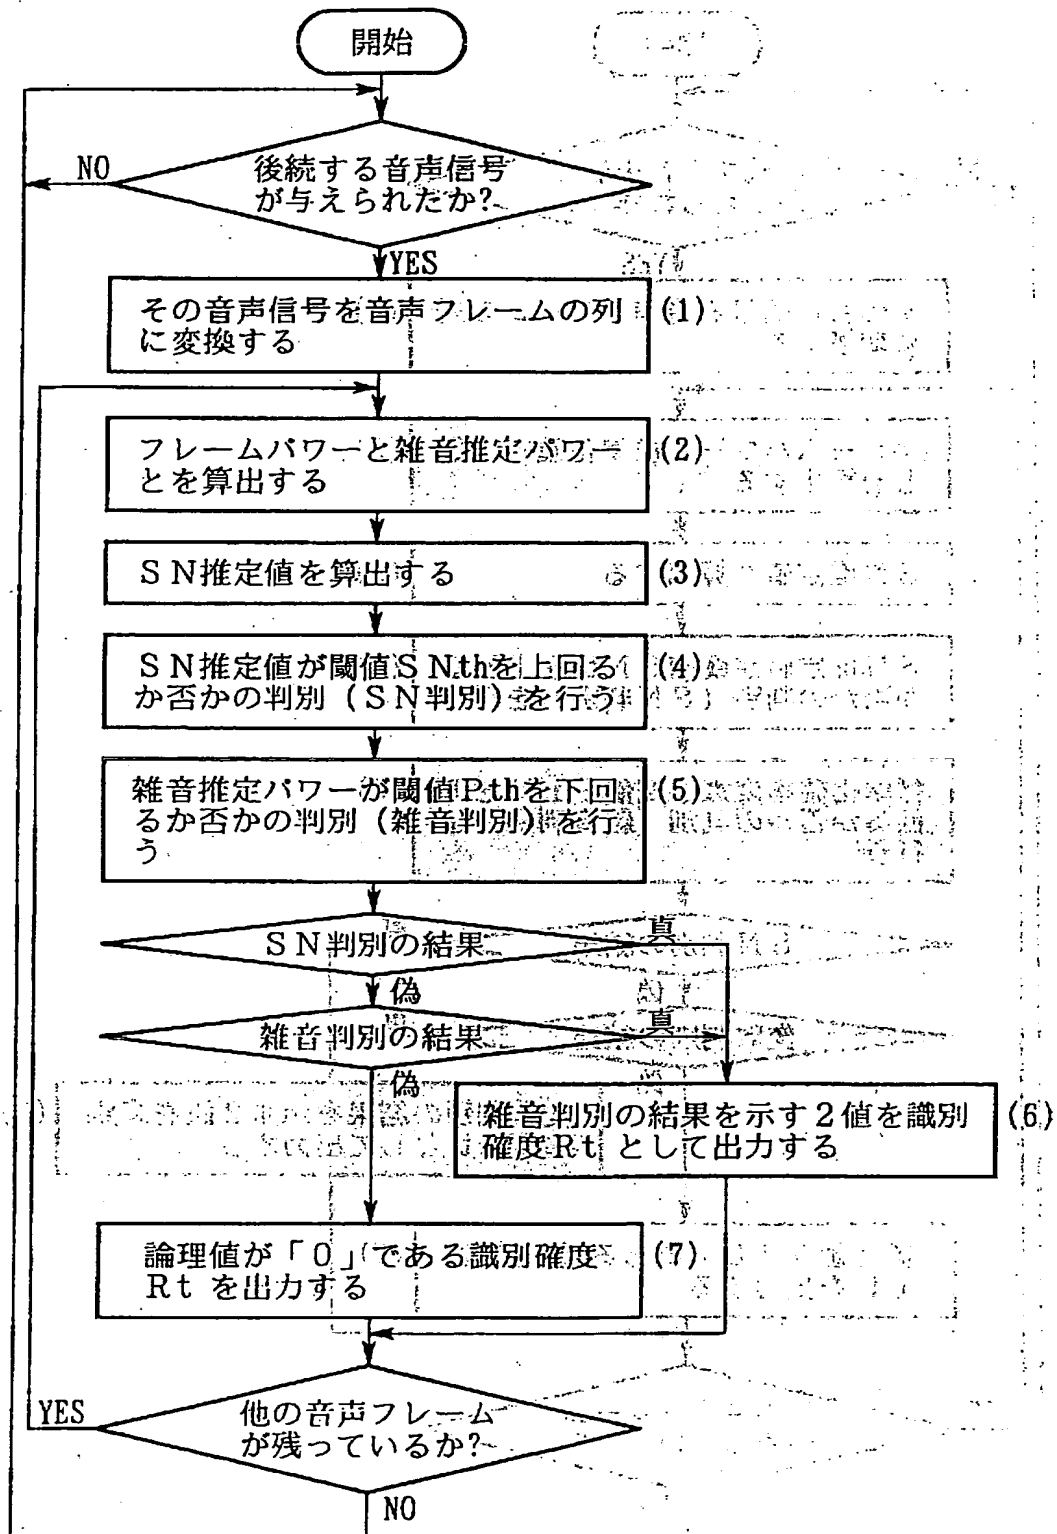 開始
後続する音声信号
が与えられたか?
NO
YES
その音声信号を音声フレームの列
に変換する
(1)
フレームパワーと雑音推定パワー
とを算出する
(2)
SN推定値を算出する
(3)
SN推定値が閾値SNthを上回る
か否かの判別(SN判別)を行う
(4)
雑音推定パワーが閾値Pthを下回
るか否かの判別(雑音判別)を行
う
(5)
SN判別の結果
真
偽
雑音判別の結果
真
偽
雑音判別の結果を示す2値を識別
確度Rt として出力する
(6)
論理値が「0」である識別確度
Rt を出力する
(7)
他の音声フレーム
が残っているか?
YES
NO